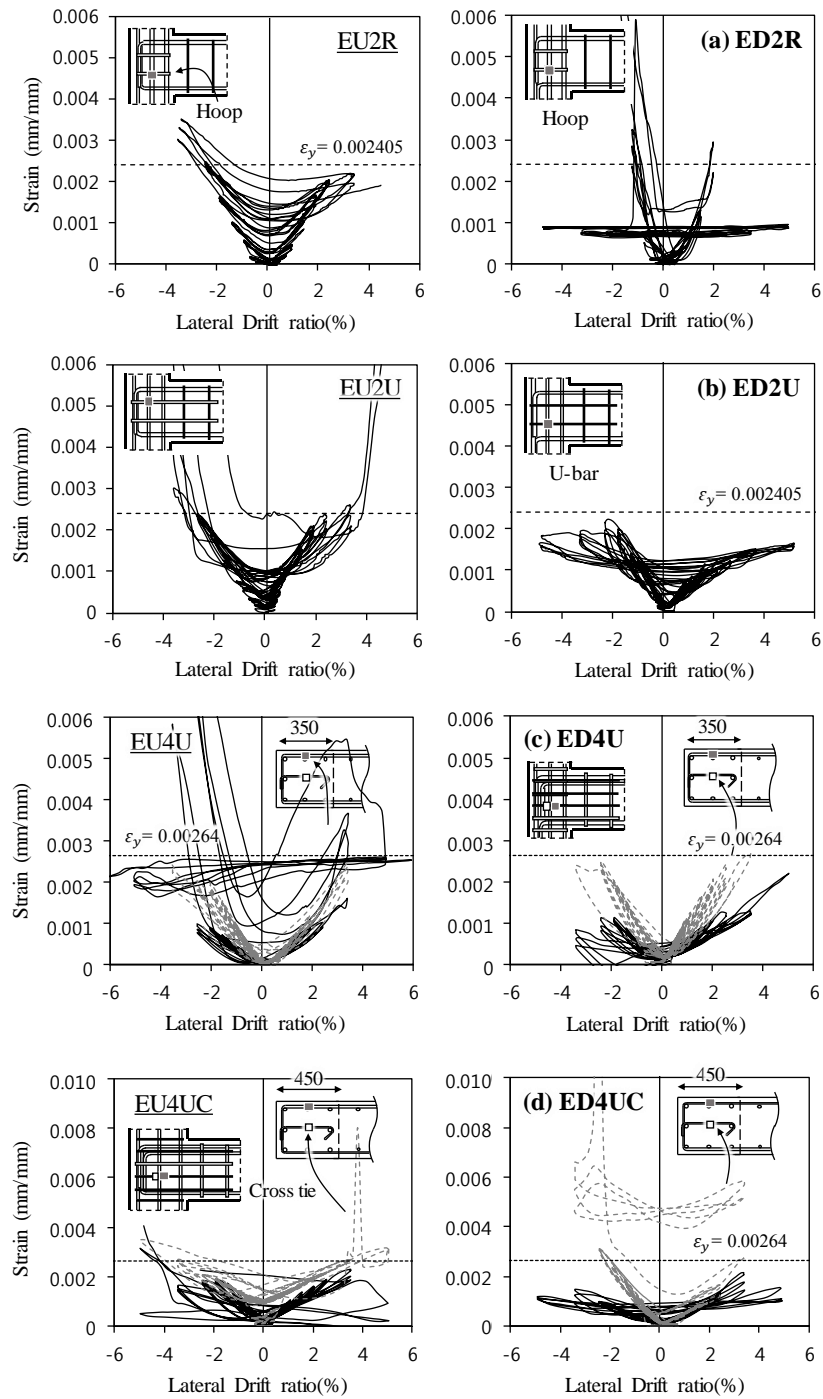 EU2R
Hoop
εy = 0.002405
0.006
0.005
0.004
0.003
0.002
0.001
0
Strain (mm/mm)
-6 -4 -2 0 2 4 6
Lateral Drift ratio(%)
(a) ED2R
Hoop
0.006
0.005
0.004
0.003
0.002
0.001
0
-6 -4 -2 0 2 4 6
Lateral Drift ratio(%)
EU2U
0.006
0.005
0.004
0.003
0.002
0.001
0
Strain (mm/mm)
-6 -4 -2 0 2 4 6
Lateral Drift ratio(%)
(b) ED2U
U-bar
εy = 0.002405
0.006
0.005
0.004
0.003
0.002
0.001
0
-6 -4 -2 0 2 4 6
Lateral Drift ratio(%)
EU4U
350
εy = 0.00264
0.006
0.005
0.004
0.003
0.002
0.001
0
Strain (mm/mm)
-6 -4 -2 0 2 4 6
Lateral Drift ratio(%)
(c) ED4U
350
εy = 0.00264
0.006
0.005
0.004
0.003
0.002
0.001
0
-6 -4 -2 0 2 4 6
Lateral Drift ratio(%)
EU4UC
450
Cross tie
0.010
0.008
0.006
0.004
0.002
0
Strain (mm/mm)
-6 -4 -2 0 2 4 6
Lateral Drift ratio(%)
(d) ED4UC
450
εy = 0.00264
0.010
0.008
0.006
0.004
0.002
0
-6 -4 -2 0 2 4 6
Lateral Drift ratio(%)